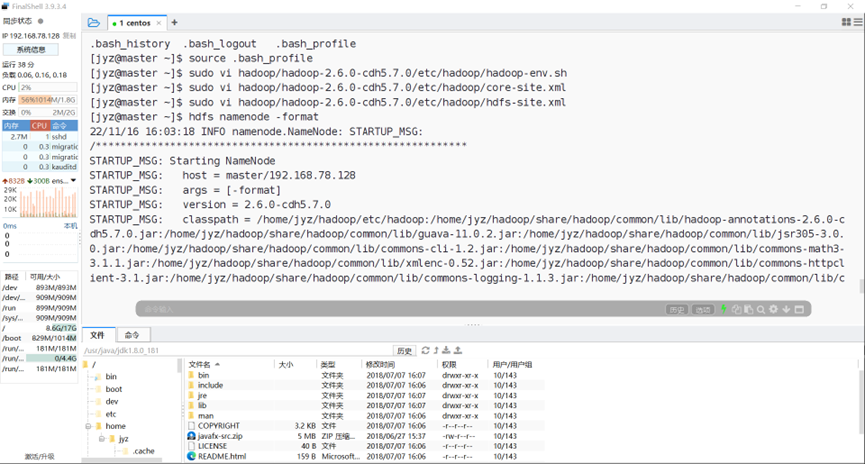 FinalShell 3.9.3.4
同步状态
IP 192.168.78.128 复制
系统信息
运行 38 分
负载 0.06, 0.16, 0.18
CPU 2%
内存 56% 1014M/1.8G
交换 0% 2M/2G
内存 CPU 命令
2.7M 1 sshd
0 0.3 migratic
0 0.3 migratic
0 0.3 kauditd
832B 300B ens...
29K
20K
10K
0ms 本机
0
0
0
路径 可用/大小
/dev 893M/893M
/dev/... 909M/909M
/run 899M/909M
/sys/... 909M/909M
/ 8.6G/17G
/boot 829M/1014M
/run/... 181M/181M
/run/... 0/4.4G
/run/... 181M/181M
激活/升级
1 centos × +
.bash_history .bash_logout .bash_profile
[jyz@master ~]$ source .bash_profile
[jyz@master ~]$ sudo vi hadoop/hadoop-2.6.0-cdh5.7.0/etc/hadoop/hadoop-env.sh
[jyz@master ~]$ sudo vi hadoop/hadoop-2.6.0-cdh5.7.0/etc/hadoop/core-site.xml
[jyz@master ~]$ sudo vi hadoop/hadoop-2.6.0-cdh5.7.0/etc/hadoop/hdfs-site.xml
[jyz@master ~]$ hdfs namenode -format
22/11/16 16:03:18 INFO namenode.NameNode: STARTUP_MSG:
/************************************************************
STARTUP_MSG: Starting NameNode
STARTUP_MSG: host = master/192.168.78.128
STARTUP_MSG: args = [-format]
STARTUP_MSG: version = 2.6.0-cdh5.7.0
STARTUP_MSG: classpath = /home/jyz/hadoop/etc/hadoop:/home/jyz/hadoop/share/hadoop/common/lib/hadoop-annotations-2.6.0-c
dh5.7.0.jar:/home/jyz/hadoop/share/hadoop/common/lib/guava-11.0.2.jar:/home/jyz/hadoop/share/hadoop/common/lib/jsr305-3.0.
0.jar:/home/jyz/hadoop/share/hadoop/common/lib/commons-cli-1.2.jar:/home/jyz/hadoop/share/hadoop/common/lib/commons-math3-
3.1.1.jar:/home/jyz/hadoop/share/hadoop/common/lib/xmlenc-0.52.jar:/home/jyz/hadoop/share/hadoop/common/lib/commons-httpcl
ient-3.1.jar:/home/jyz/hadoop/share/hadoop/common/lib/commons-logging-1.1.3.jar:/home/jyz/hadoop/share/hadoop/common/lib/c
命令输入 历史 选项
文件 命令
/usr/java/jdk1.8.0_181 历史
/
bin
boot
dev
etc
home
jyz
.cache
文件名 大小 类型 修改时间 权限 用户/用户组
bin 文件夹 2018/07/07 16:07 drwxr-xr-x 10/143
include 文件夹 2018/07/07 16:06 drwxr-xr-x 10/143
jre 文件夹 2018/07/07 16:07 drwxr-xr-x 10/143
lib 文件夹 2018/07/07 16:07 drwxr-xr-x 10/143
man 文件夹 2018/07/07 16:06 drwxr-xr-x 10/143
COPYRIGHT 3.2 KB 文件 2018/07/07 16:06 -r--r--r-- 10/143
javafx-src.zip 5 MB ZIP 压缩... 2018/06/27 15:37 -rw-r--r-- 10/143
LICENSE 40 B 文件 2018/07/07 16:06 -r--r--r-- 10/143
README.html 159 B Microsoft... 2018/07/07 16:06 -r--r--r-- 10/143